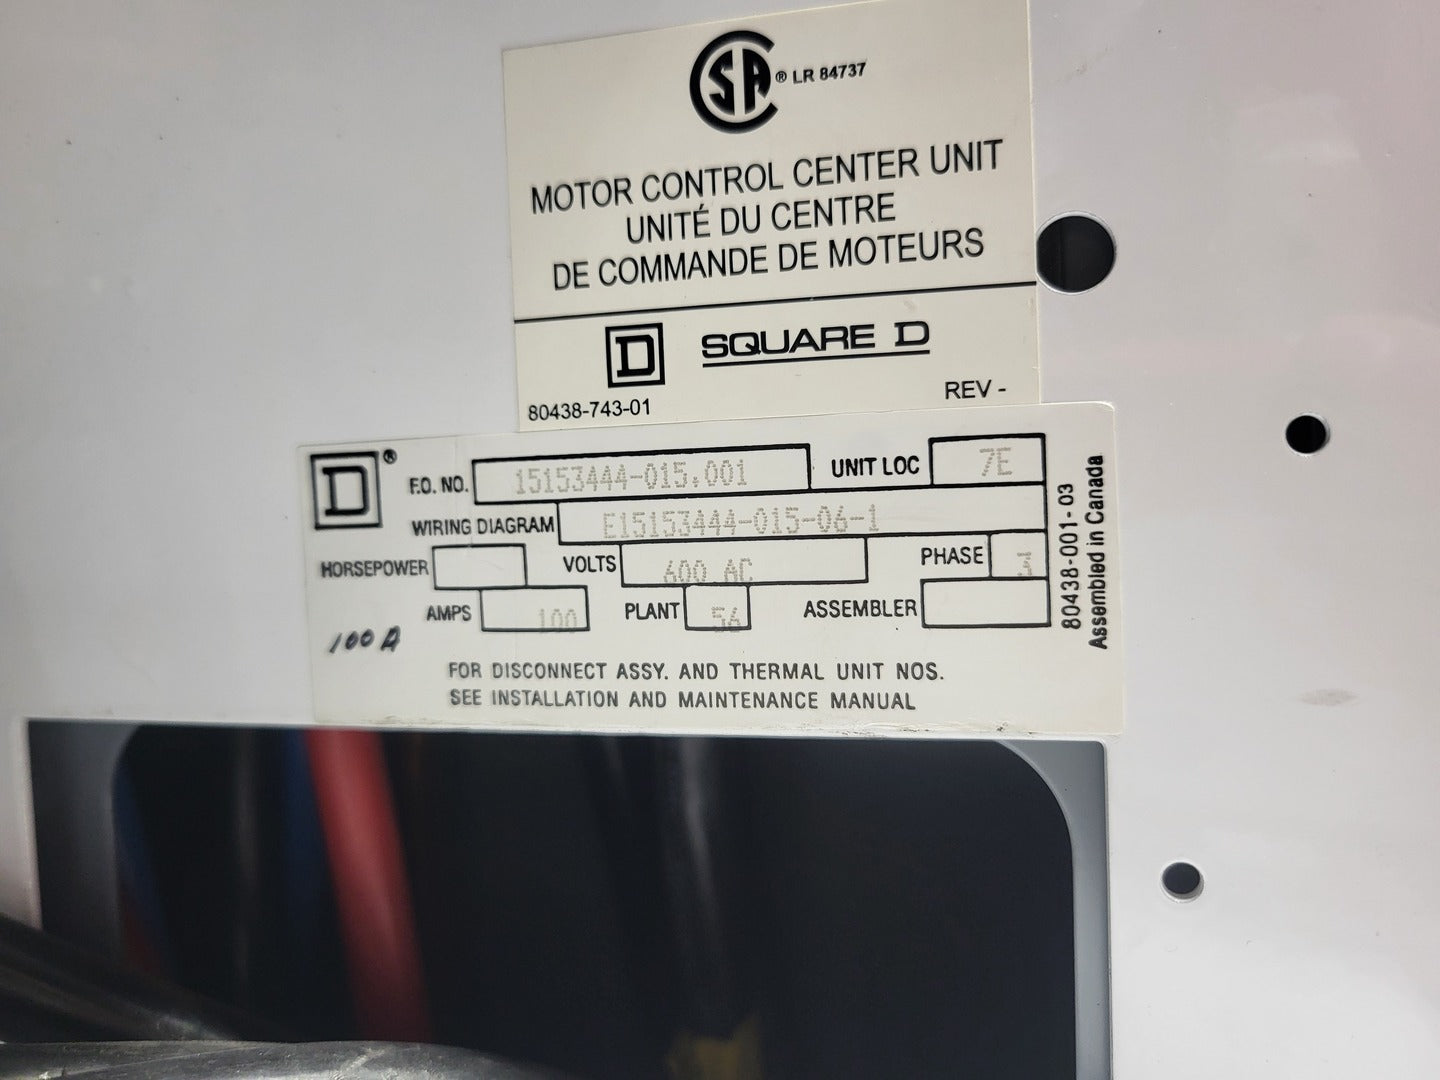 CSA ® LR 84737
MOTOR CONTROL CENTER UNIT
UNITÉ DU CENTRE
DE COMMANDE DE MOTEURS
D SQUARE D
80438-743-01 REV -
D ® F.O. NO. 15153444-015.001 UNIT LOC 7E
WIRING DIAGRAM E15153444-015-06-1
HORSEPOWER VOLTS 600 AC PHASE 3
AMPS 100 PLANT 56 ASSEMBLER
100 A
FOR DISCONNECT ASSY. AND THERMAL UNIT NOS.
SEE INSTALLATION AND MAINTENANCE MANUAL
80438-001-03
Assembled in Canada